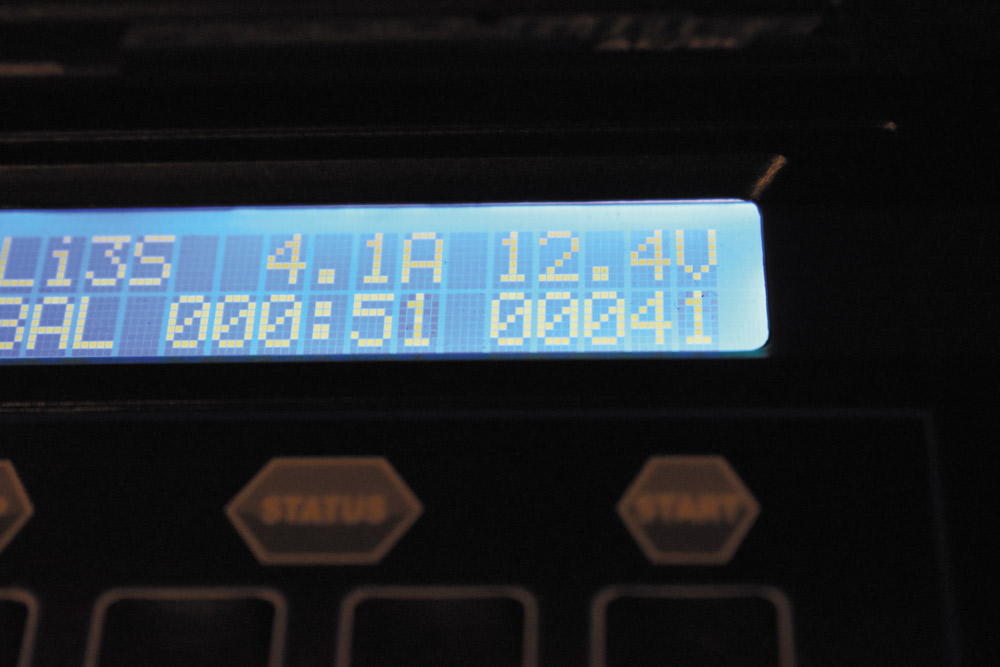 Li3S 4.1A 12.4V
BAL 000:51 00041
STATUS START